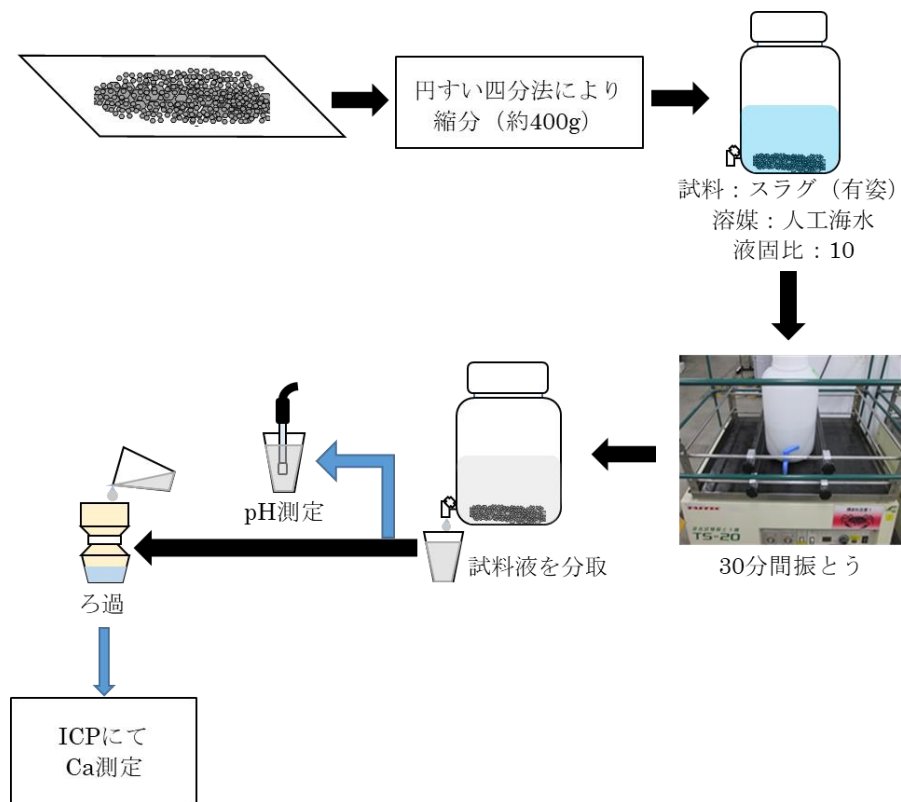 円すい四分法により
縮分（約400g）
試料：スラグ（有姿）
溶媒：人工海水
液固比：10
TAITEC
TS-20
30分間振とう
試料液を分取
pH測定
ろ過
ICPにて
Ca測定